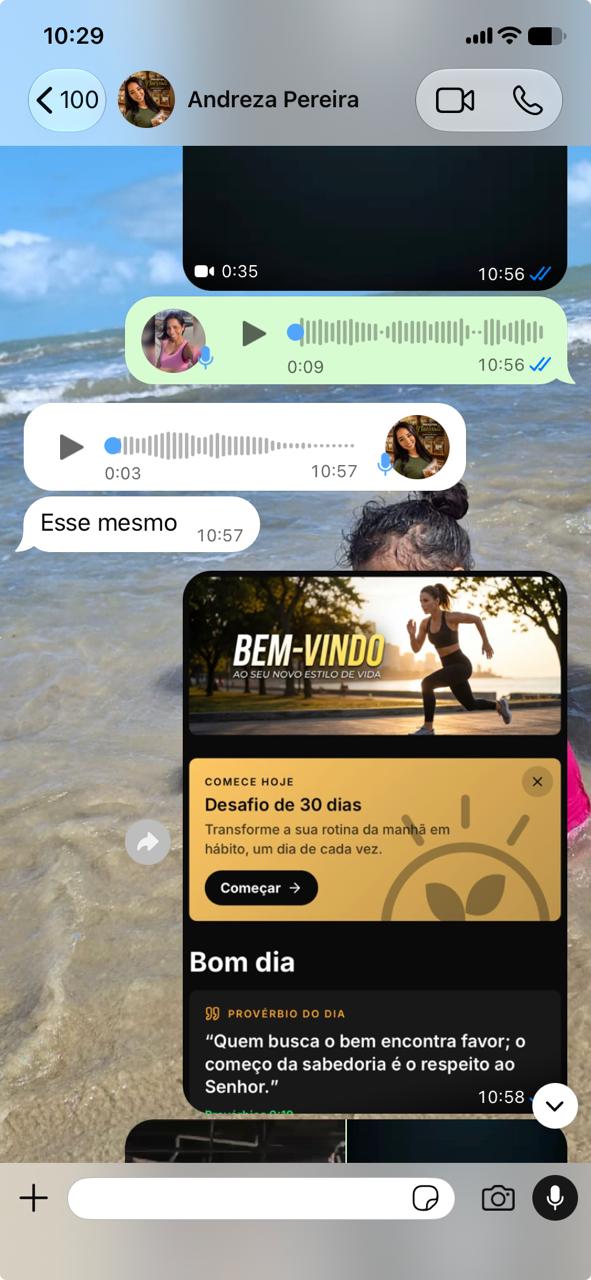 10:29
100
Andreza Pereira
0:35
10:56
0:09
10:56
0:03
10:57
Esse mesmo
10:57
BEM-VINDO
AO SEU NOVO ESTILO DE VIDA
COMECE HOJE
Desafio de 30 dias
Transforme a sua rotina da manhã em
hábito, um dia de cada vez.
Começar →
Bom dia
PROVÉRBIO DO DIA
“Quem busca o bem encontra favor; o
começo da sabedoria é o respeito ao
Senhor.”
10:58